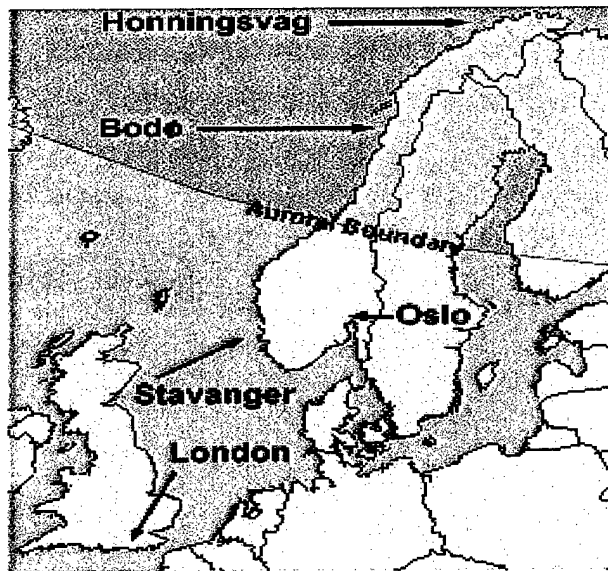 Honningsvag
Bodø
Auroral Boundary
Oslo
Stavanger
London